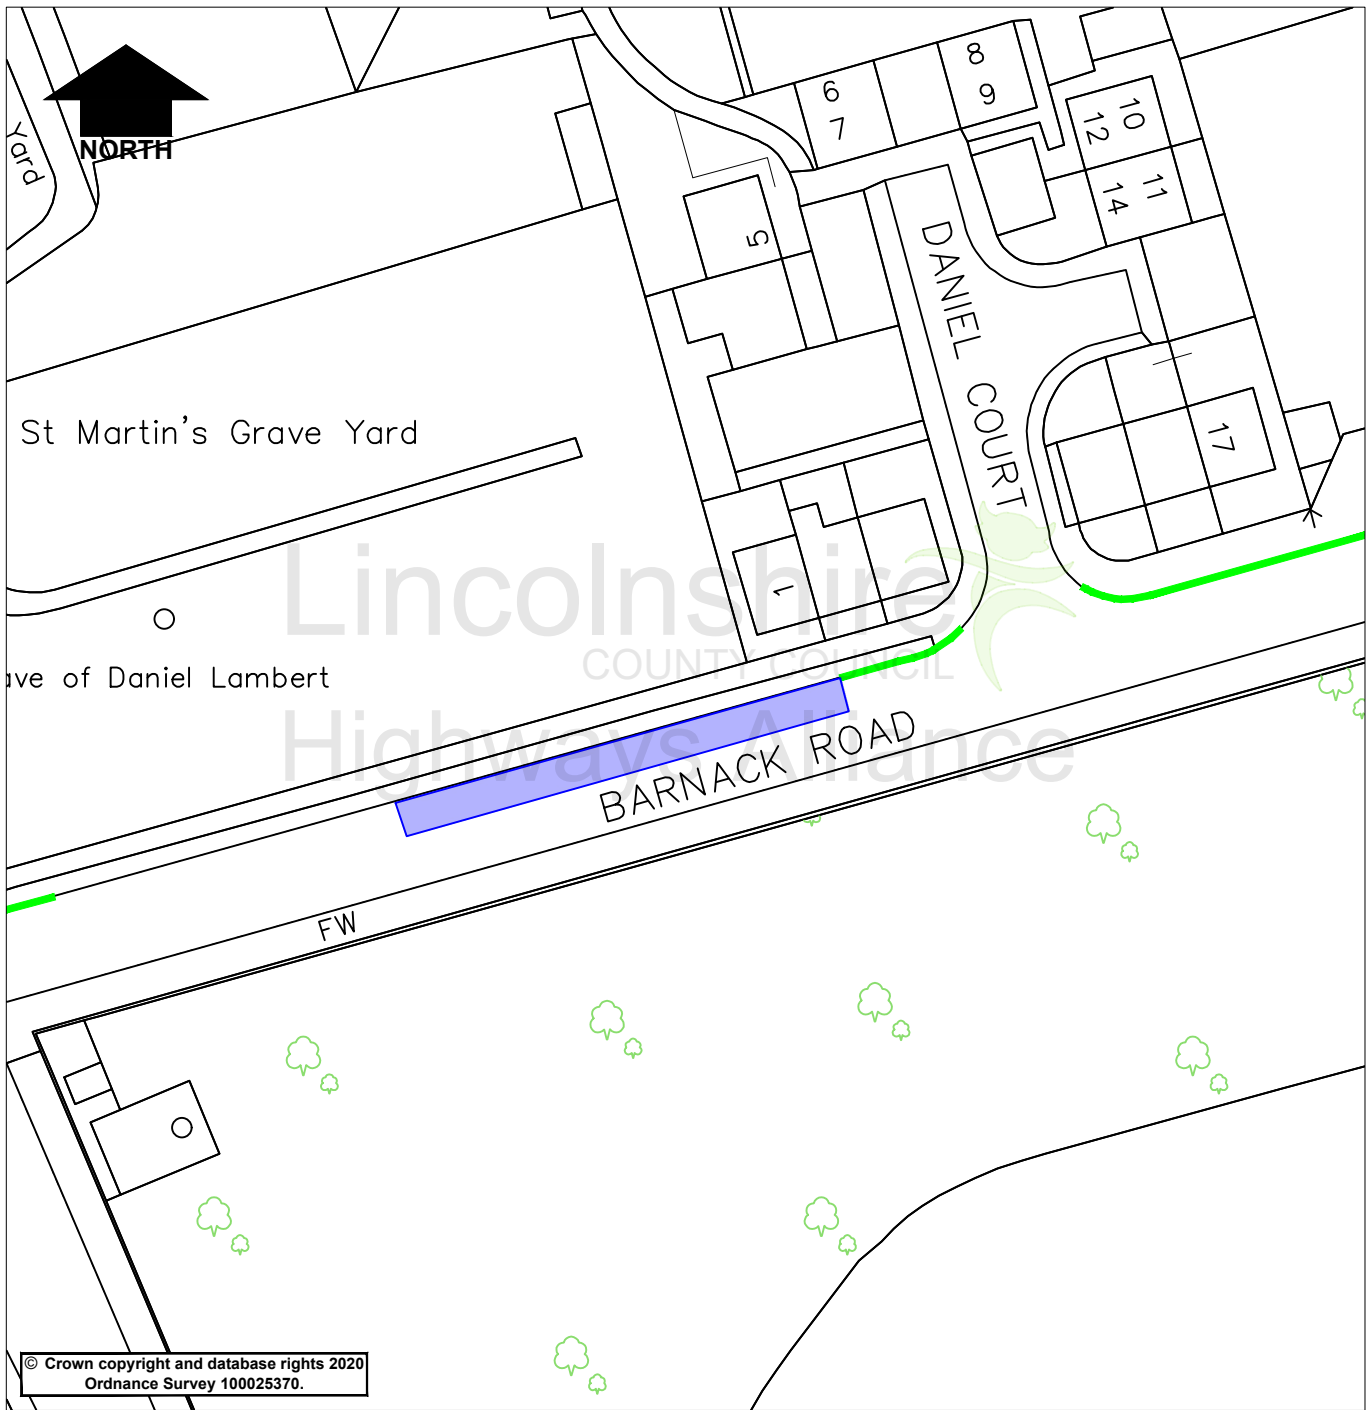 NORTH
Yard
6
7
8
9
10
12
11
14
5
DANIEL COURT
17
St Martin's Grave Yard
1
Lincolnshire
COUNTY COUNCIL
Highways Alliance
ave of Daniel Lambert
BARNACK ROAD
FW
© Crown copyright and database rights 2020
Ordnance Survey 100025370.